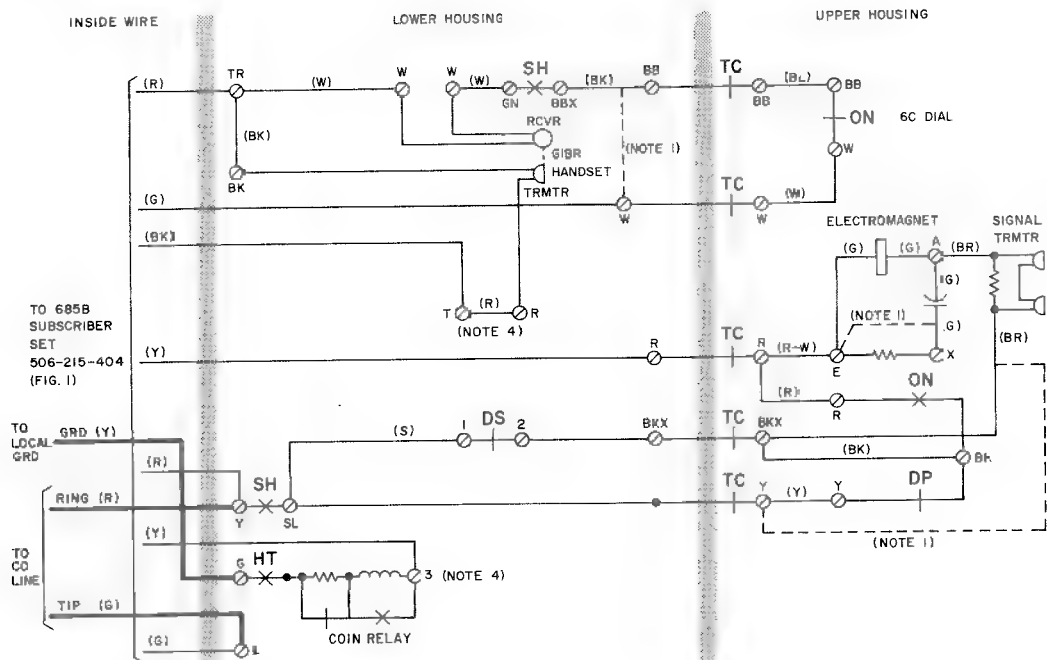 INSIDE WIRE
LOWER HOUSING
UPPER HOUSING
(R)
TR
(W)
W
W
(W)
SH
GN
BBX
(BK)
BB
TC
BB
(BL)
BB
ON
6C DIAL
(BK)
RCVR
GIBR
(NOTE 1)
W
BK
HANDSET
TRMTR
(G)
W
TC
W
(W)
ELECTROMAGNET
SIGNAL
TRMTR
(BK)
(G)
(G)
A
(BR)
(G)
T
(R)
R
(NOTE 4)
TO 685B
SUBSCRIBER
SET
506-215-404
(FIG. 1)
(NOTE 1)
(G)
(Y)
R
TC
R
(R-W)
E
X
(BR)
(R)
R
ON
TO
LOCAL
GRD
GRD (Y)
(S)
1
DS
2
BKX
TC
BKX
(BK)
(R)
SH
RING (R)
Y
SL
TC
Y
(Y)
Y
DP
(NOTE 1)
TO
CO
LINE
(Y)
G
HT
3 (NOTE 4)
TIP (G)
COIN RELAY
(G)